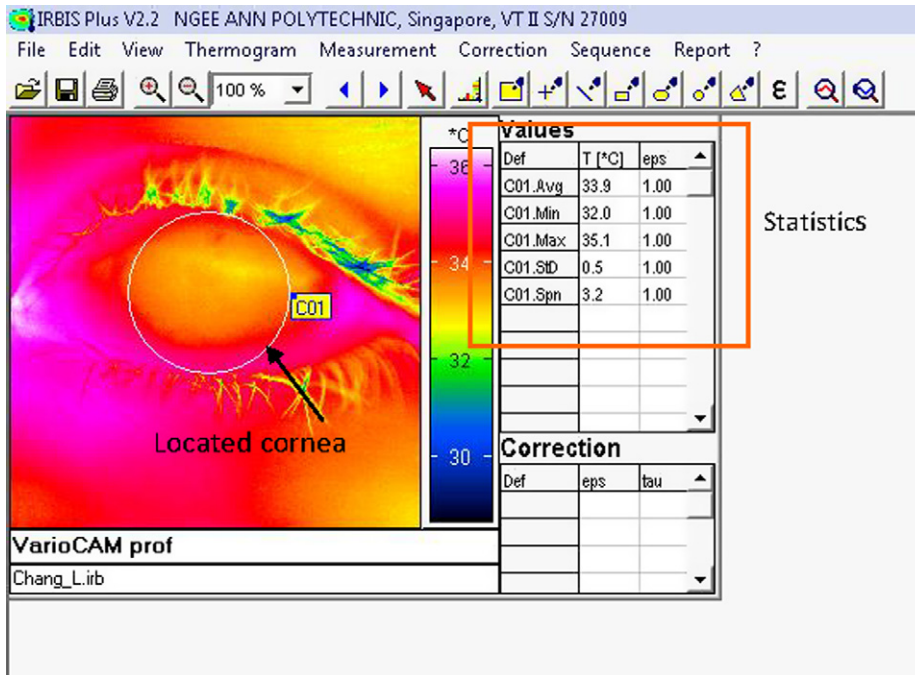 IRBIS Plus V2.2 NGEE ANN POLYTECHNIC, Singapore, VT II S/N 27009
File Edit View Thermogram Measurement Correction Sequence Report ?
100 % ε
°C
36
34
32
30
C01
Located cornea
Values
Def T [°C] eps
C01.Avg 33.9 1.00
C01.Min 32.0 1.00
C01.Max 35.1 1.00
C01.StD 0.5 1.00
C01.Spn 3.2 1.00
Statistics
Correction
Def eps tau
VarioCAM prof
Chang_L.irb